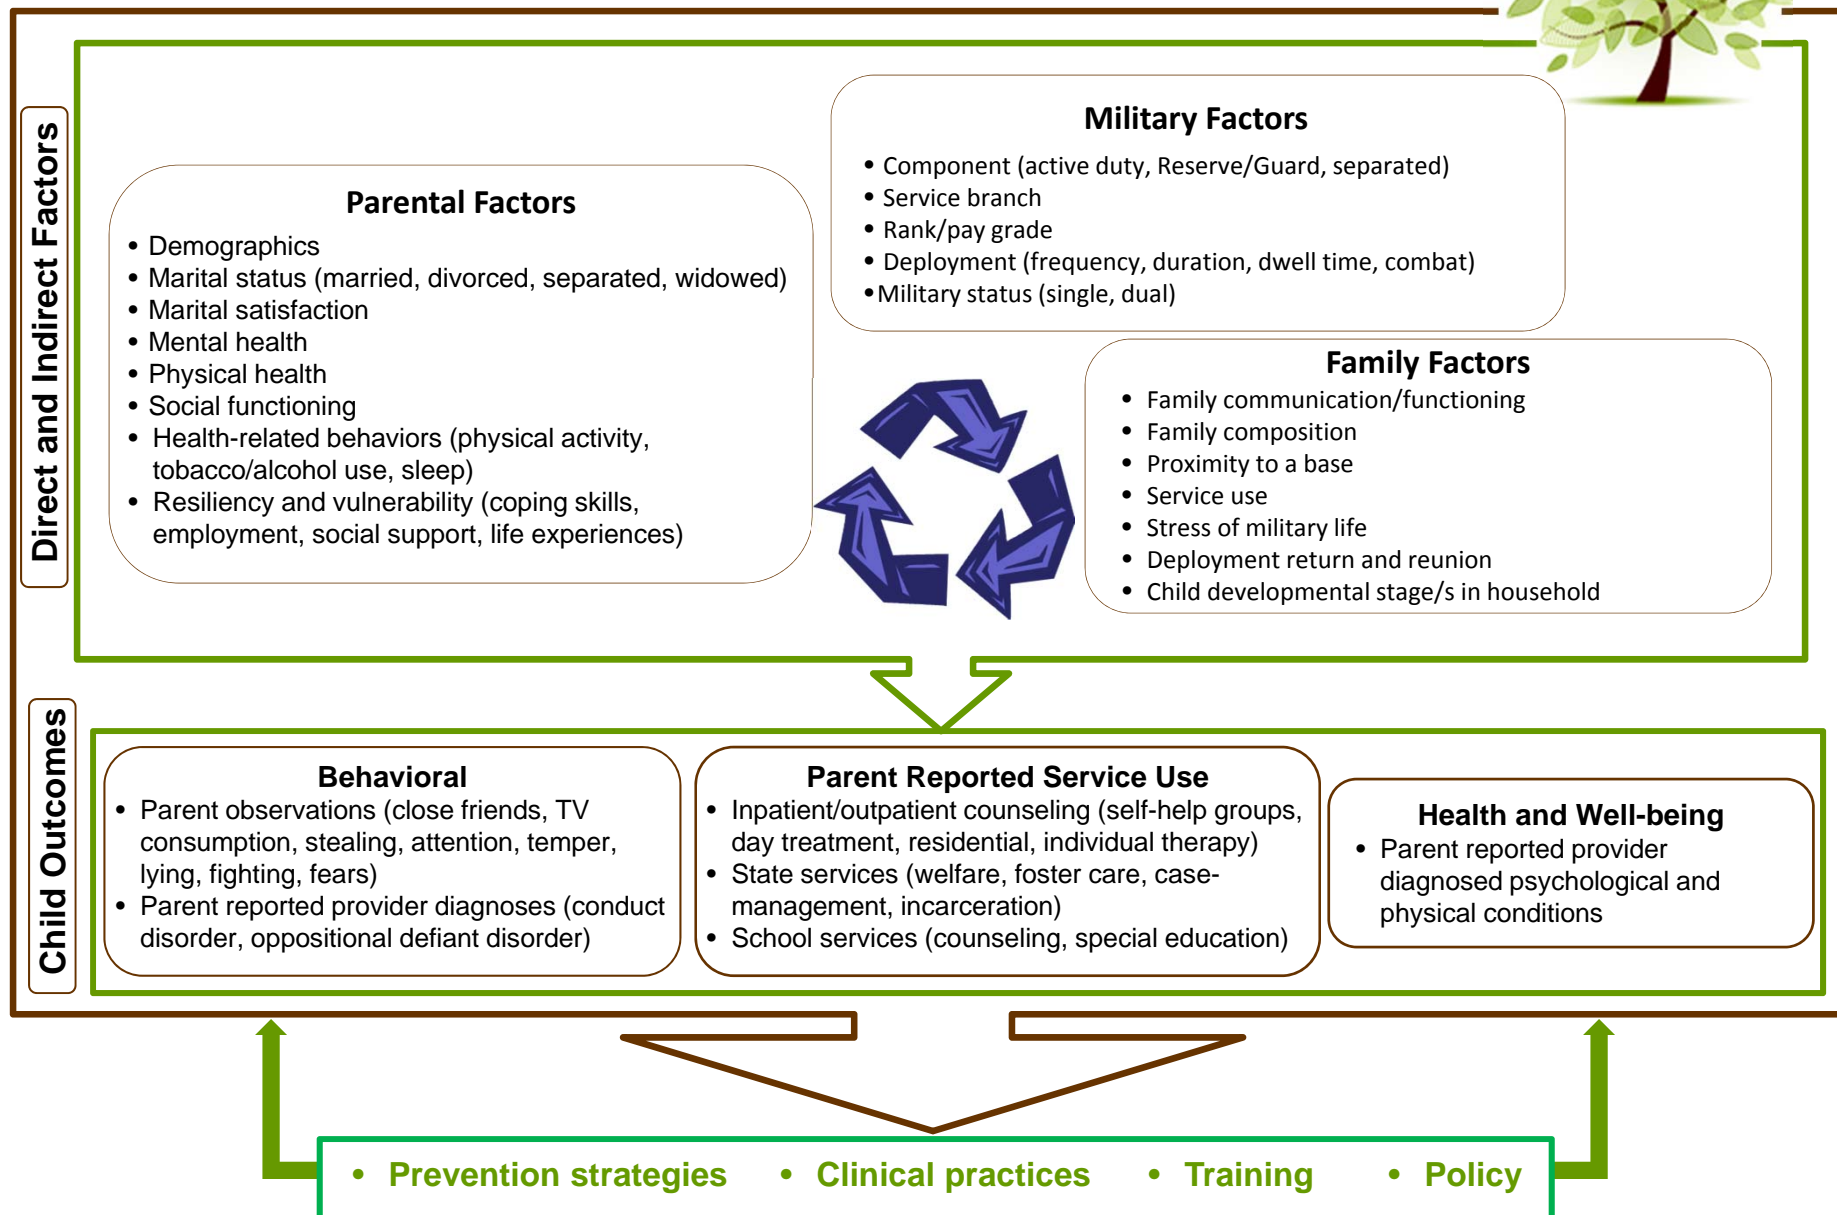 Direct and Indirect Factors
Parental Factors
• Demographics
• Marital status (married, divorced, separated, widowed)
• Marital satisfaction
• Mental health
• Physical health
• Social functioning
• Health-related behaviors (physical activity,
tobacco/alcohol use, sleep)
• Resiliency and vulnerability (coping skills,
employment, social support, life experiences)
Military Factors
• Component (active duty, Reserve/Guard, separated)
• Service branch
• Rank/pay grade
• Deployment (frequency, duration, dwell time, combat)
•Military status (single, dual)
Family Factors
• Family communication/functioning
• Family composition
• Proximity to a base
• Service use
• Stress of military life
• Deployment return and reunion
• Child developmental stage/s in household
Child Outcomes
Behavioral
• Parent observations (close friends, TV
consumption, stealing, attention, temper,
lying, fighting, fears)
• Parent reported provider diagnoses (conduct
disorder, oppositional defiant disorder)
Parent Reported Service Use
• Inpatient/outpatient counseling (self-help groups,
day treatment, residential, individual therapy)
• State services (welfare, foster care, case-
management, incarceration)
• School services (counseling, special education)
Health and Well-being
• Parent reported provider
diagnosed psychological and
physical conditions
• Prevention strategies • Clinical practices • Training • Policy